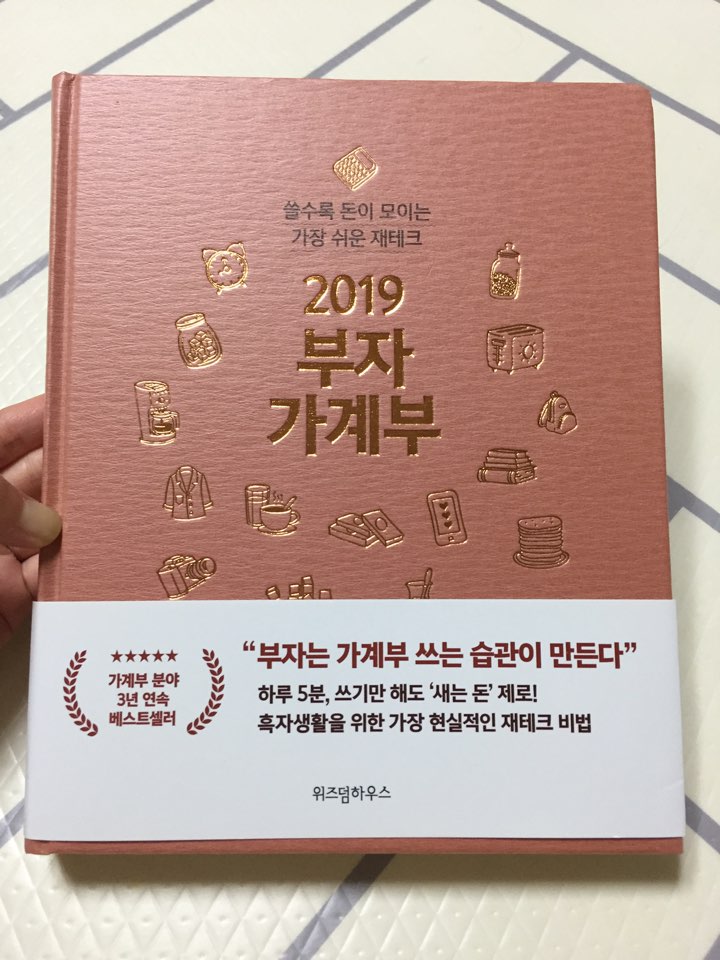 쓸수록 돈이 모이는
가장 쉬운 재테크
2019
부자
가계부
★★★★★
가계부 분야
3년 연속
베스트셀러
“부자는 가계부 쓰는 습관이 만든다”
하루 5분, 쓰기만 해도 ‘새는 돈’ 제로!
흑자생활을 위한 가장 현실적인 재테크 비법
위즈덤하우스